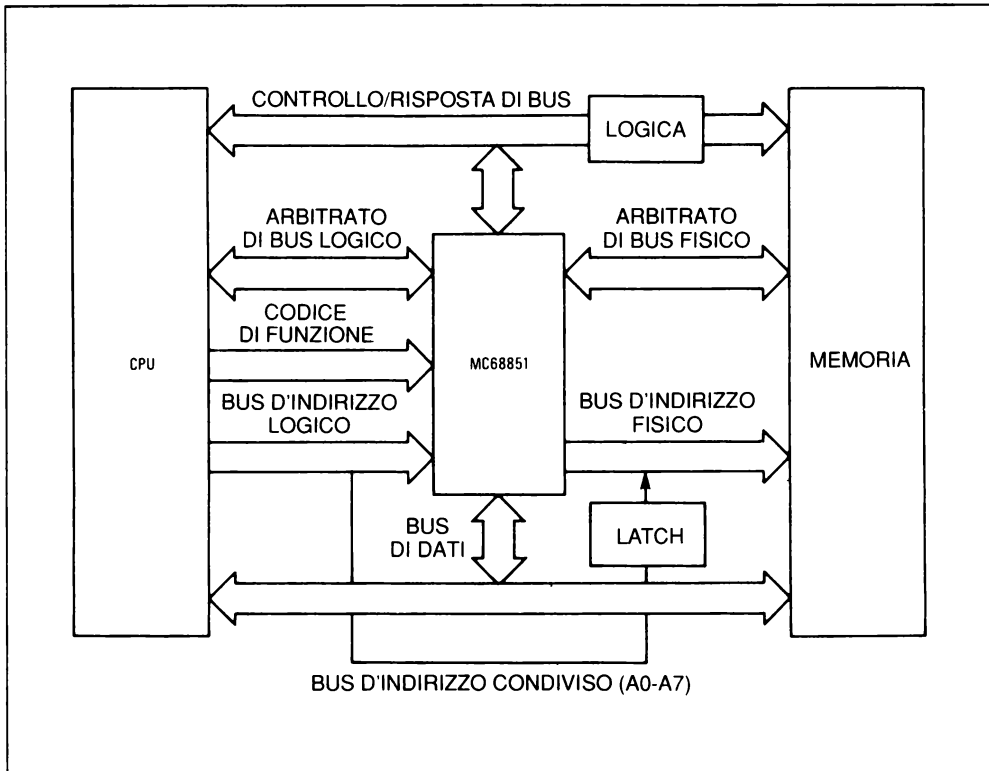 CONTROLLO/RISPOSTA DI BUS
LOGICA
ARBITRATO
DI BUS LOGICO
ARBITRATO
DI BUS FISICO
CODICE
DI FUNZIONE
CPU
MC68851
MEMORIA
BUS D'INDIRIZZO
LOGICO
BUS D'INDIRIZZO
FISICO
BUS
DI DATI
LATCH
BUS D'INDIRIZZO CONDIVISO (A0-A7)